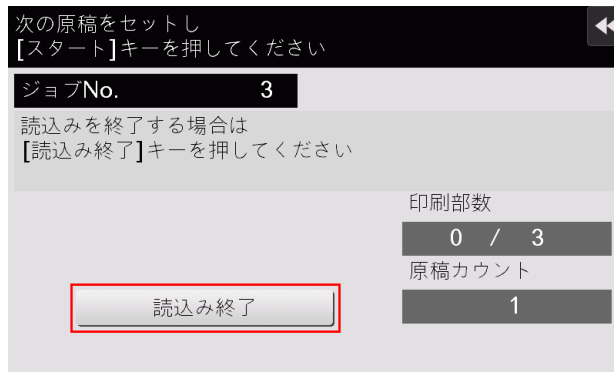 次の原稿をセットし
[スタート]キーを押してください
ジョブNo. 3
読込みを終了する場合は
[読込み終了]キーを押してください
印刷部数
0 / 3
原稿カウント
1
読込み終了